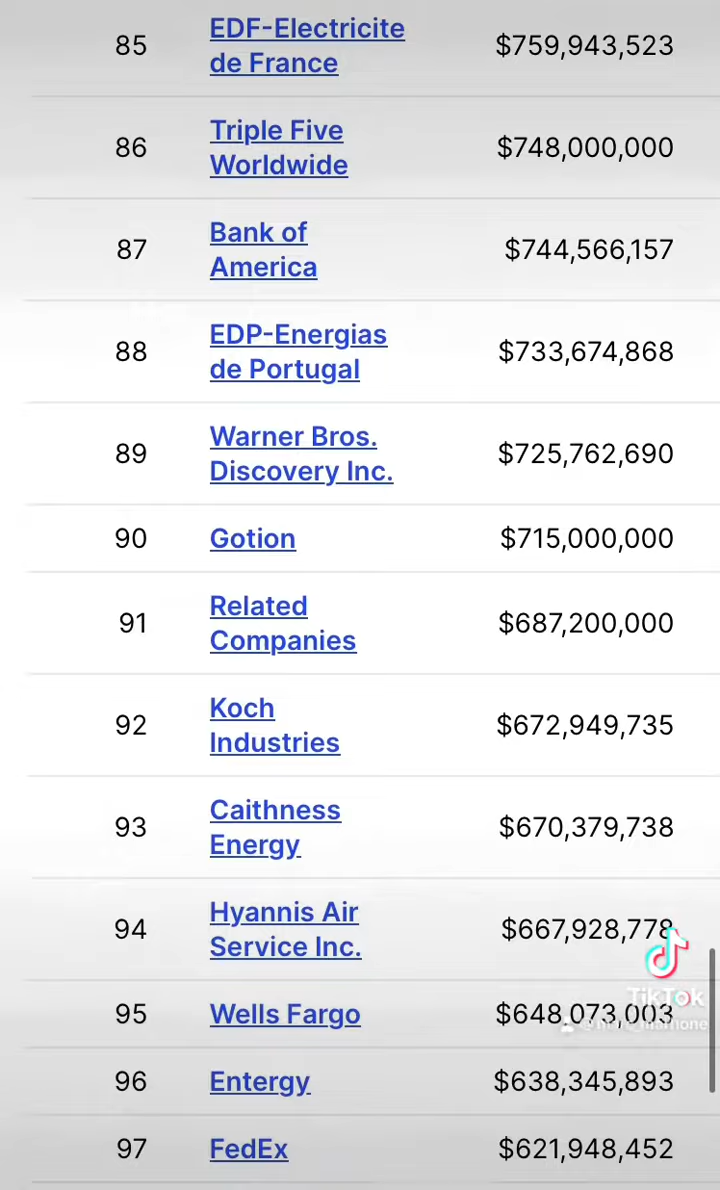 85 EDF-Electricite de France $759,943,523
86 Triple Five Worldwide $748,000,000
87 Bank of America $744,566,157
88 EDP-Energias de Portugal $733,674,868
89 Warner Bros. Discovery Inc. $725,762,690
90 Gotion $715,000,000
91 Related Companies $687,200,000
92 Koch Industries $672,949,735
93 Caithness Energy $670,379,738
94 Hyannis Air Service Inc. $667,928,778
TikTok
95 Wells Fargo $648,073,003
96 Entergy $638,345,893
97 FedEx $621,948,452